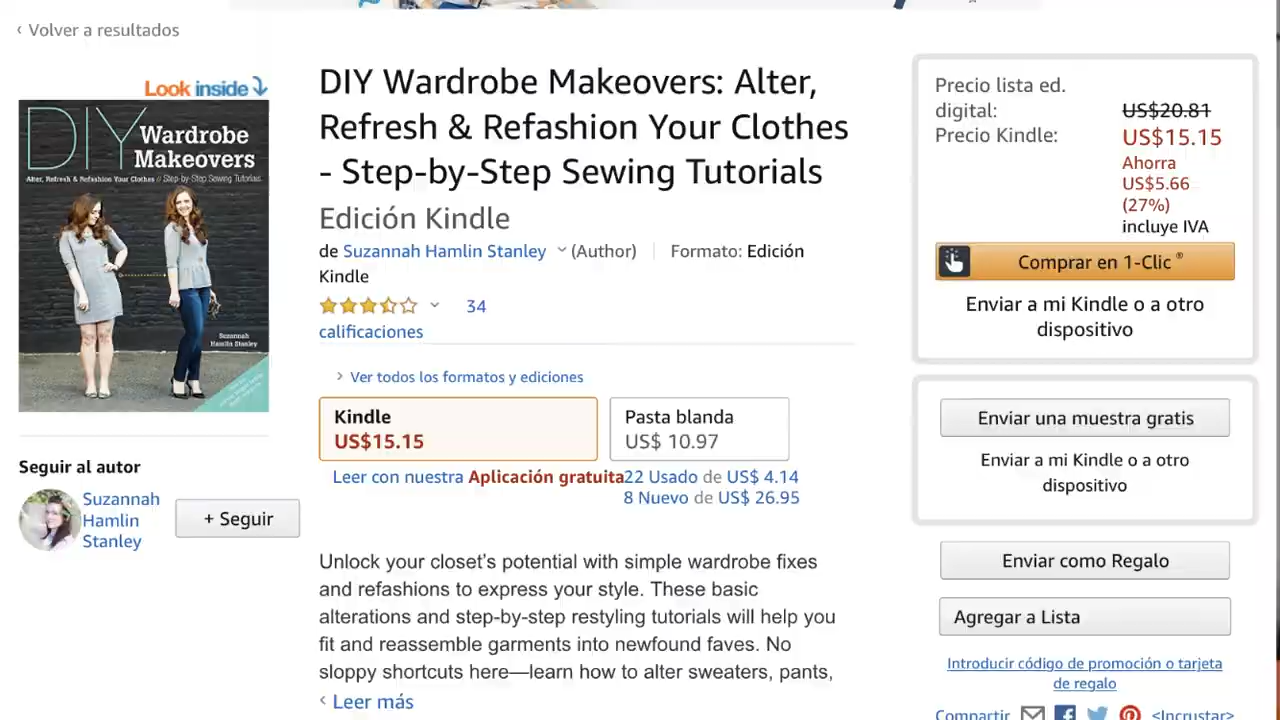 ‹ Volver a resultados
Look inside
DIY Wardrobe
Makeovers
Alter, Refresh & Refashion Your Clothes // Step-by-Step Sewing Tutorials
Suzannah
Hamlin Stanley
Seguir al autor
Suzannah
Hamlin
Stanley
+ Seguir
DIY Wardrobe Makeovers: Alter,
Refresh & Refashion Your Clothes
- Step-by-Step Sewing Tutorials
Edición Kindle
de Suzannah Hamlin Stanley (Author) Formato: Edición
Kindle
34
calificaciones
› Ver todos los formatos y ediciones
Kindle
US$15.15
Pasta blanda
US$ 10.97
Leer con nuestra Aplicación gratuita
22 Usado de US$ 4.14
8 Nuevo de US$ 26.95
Unlock your closet’s potential with simple wardrobe fixes
and refashions to express your style. These basic
alterations and step-by-step restyling tutorials will help you
fit and reassemble garments into newfound faves. No
sloppy shortcuts here—learn how to alter sweaters, pants,
‹ Leer más
Precio lista ed.
digital: US$20.81
Precio Kindle: US$15.15
Ahorra
US$5.66
(27%)
incluye IVA
Comprar en 1-Clic ®
Enviar a mi Kindle o a otro
dispositivo
Enviar una muestra gratis
Enviar a mi Kindle o a otro
dispositivo
Enviar como Regalo
Agregar a Lista
Introducir código de promoción o tarjeta
de regalo
Compartir <Incrustar>